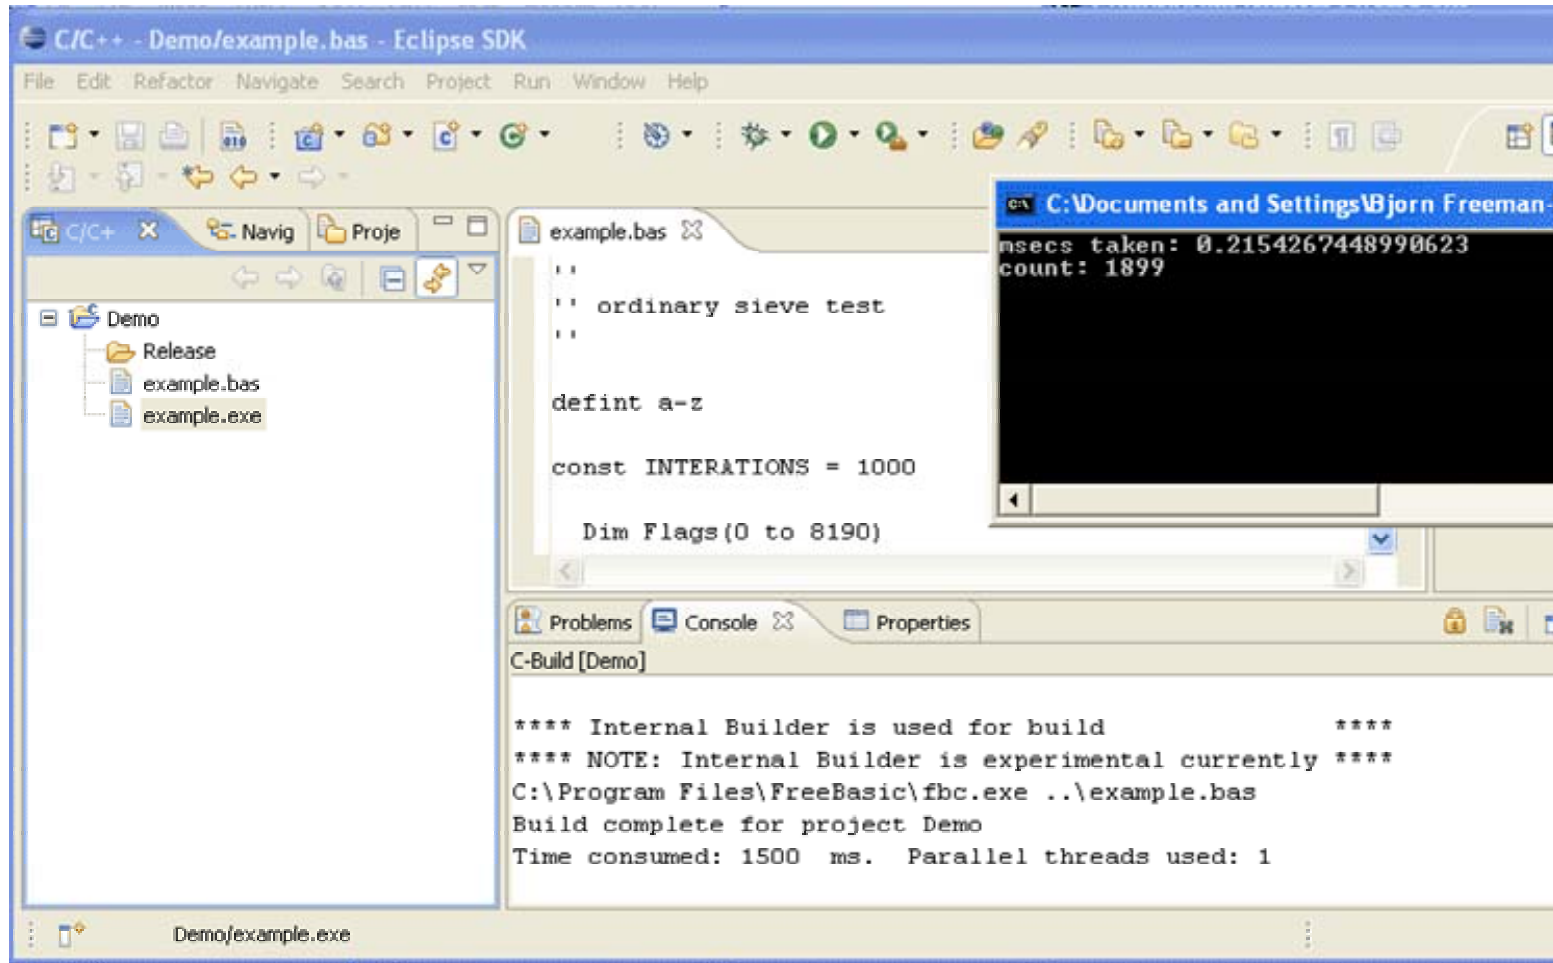 C/C++ - Demo/example.bas - Eclipse SDK
File Edit Refactor Navigate Search Project Run Window Help
C/C+ Navig Proje
Demo
Release
example.bas
example.exe
example.bas
''
'' ordinary sieve test
''
defint a-z
const INTERATIONS = 1000
Dim Flags(0 to 8190)
C:\Documents and Settings\Bjorn Freeman-
msecs taken: 0.2154267448990623
count: 1899
Problems Console Properties
C-Build [Demo]
**** Internal Builder is used for build ****
**** NOTE: Internal Builder is experimental currently ****
C:\Program Files\FreeBasic\fbc.exe ..\example.bas
Build complete for project Demo
Time consumed: 1500 ms. Parallel threads used: 1
Demo/example.exe